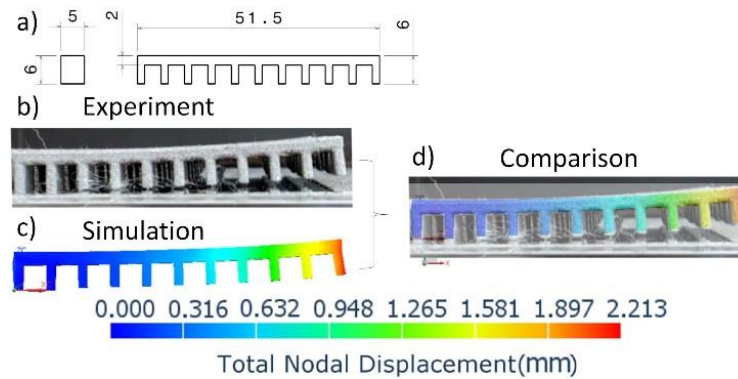 a)
5
2
51.5
6
6
b) Experiment
d) Comparison
c) Simulation
0.000 0.316 0.632 0.948 1.265 1.581 1.897 2.213
Total Nodal Displacement(mm)